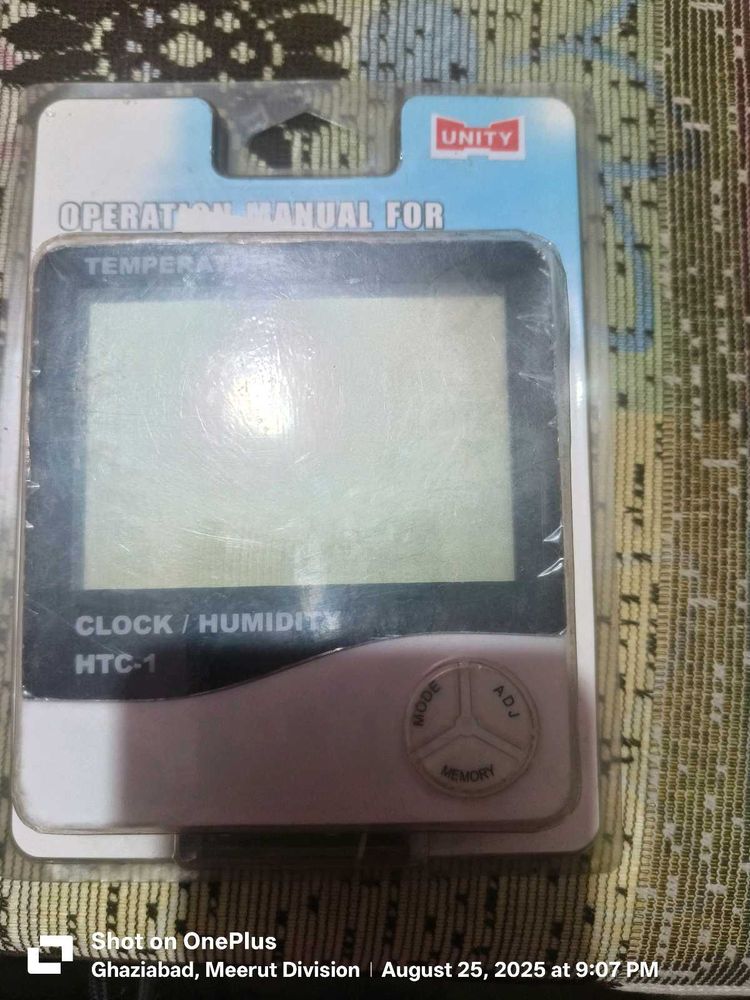 UNITY
OPERATION MANUAL FOR
TEMPERATURE
CLOCK / HUMIDITY
HTC-1
MODE
ADJ
MEMORY
Shot on OnePlus
Ghaziabad, Meerut Division | August 25, 2025 at 9:07 PM